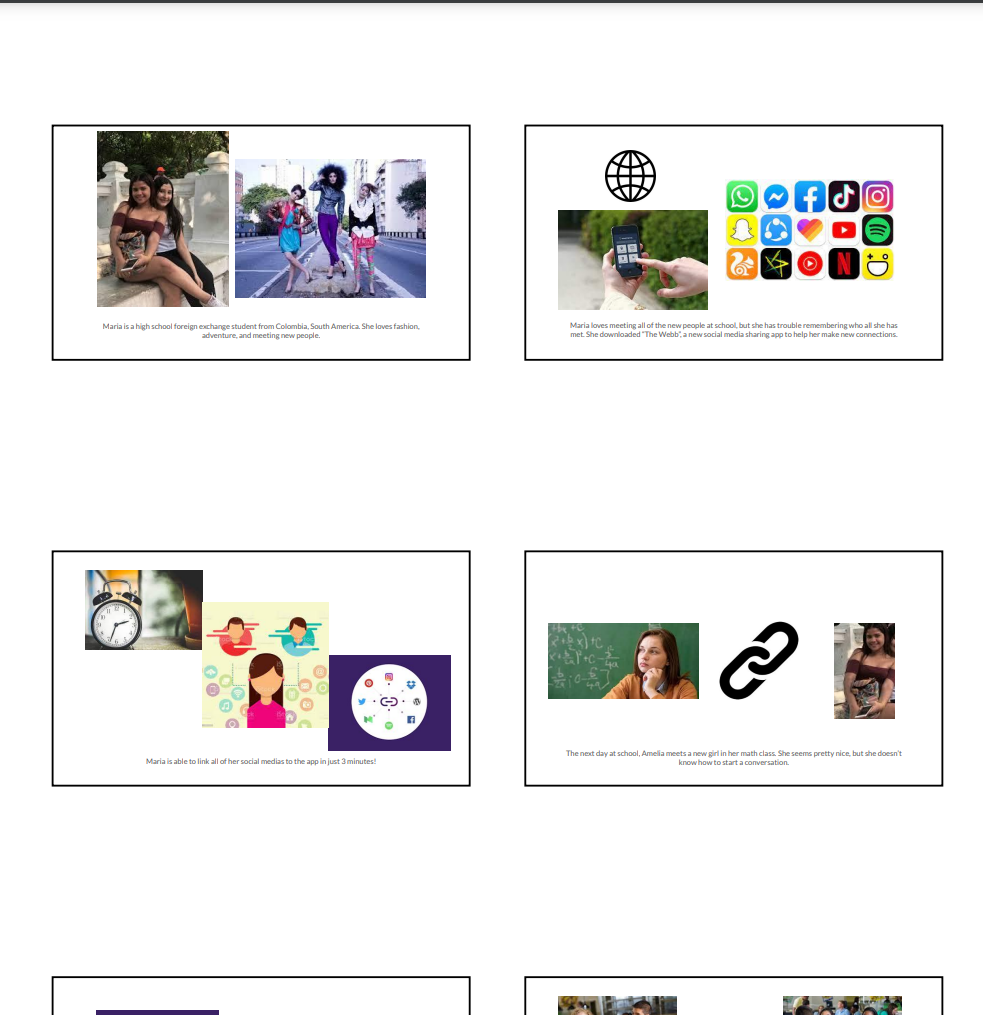 Maria is a high school foreign exchange student from Colombia, South America. She loves fashion,
adventure, and meeting new people.
Maria loves meeting all of the new people at school, but she has trouble remembering who all she has
met. She downloaded "The Webb", a new social media sharing app to help her make new connections.
Maria is able to link all of her social medias to the app in just 3 minutes!
The next day at school, Amelia meets a new girl in her math class. She seems pretty nice, but she doesn't
know how to start a conversation.